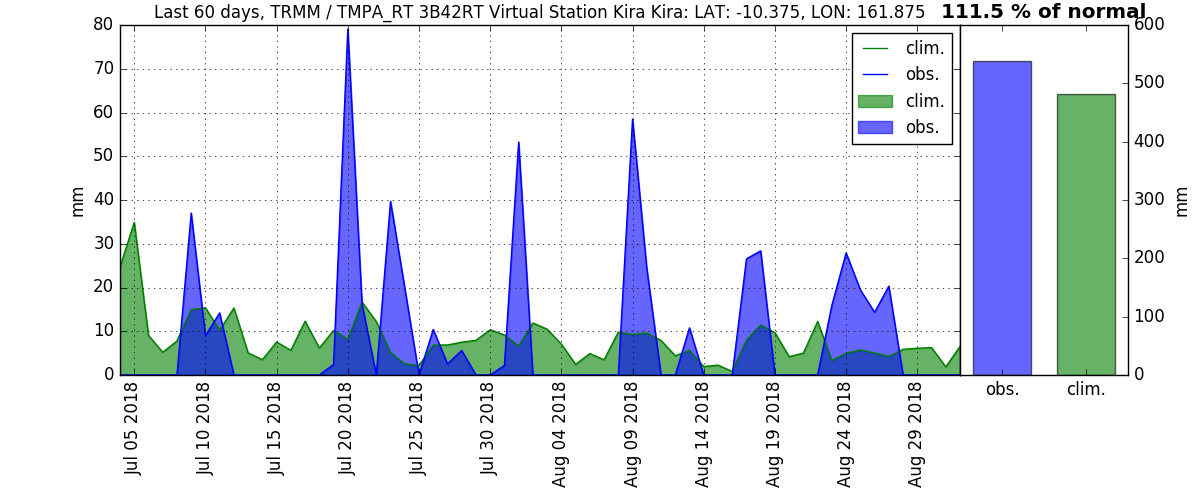 Last 60 days, TRMM / TMPA_RT 3B42RT Virtual Station Kira Kira: LAT: -10.375, LON: 161.875 111.5 % of normal
80
70
60
50
40
30
20
10
0
mm
clim.
obs.
clim.
obs.
Jul 05 2018
Jul 10 2018
Jul 15 2018
Jul 20 2018
Jul 25 2018
Jul 30 2018
Aug 04 2018
Aug 09 2018
Aug 14 2018
Aug 19 2018
Aug 24 2018
Aug 29 2018
600
500
400
300
200
100
0
mm
obs. clim.